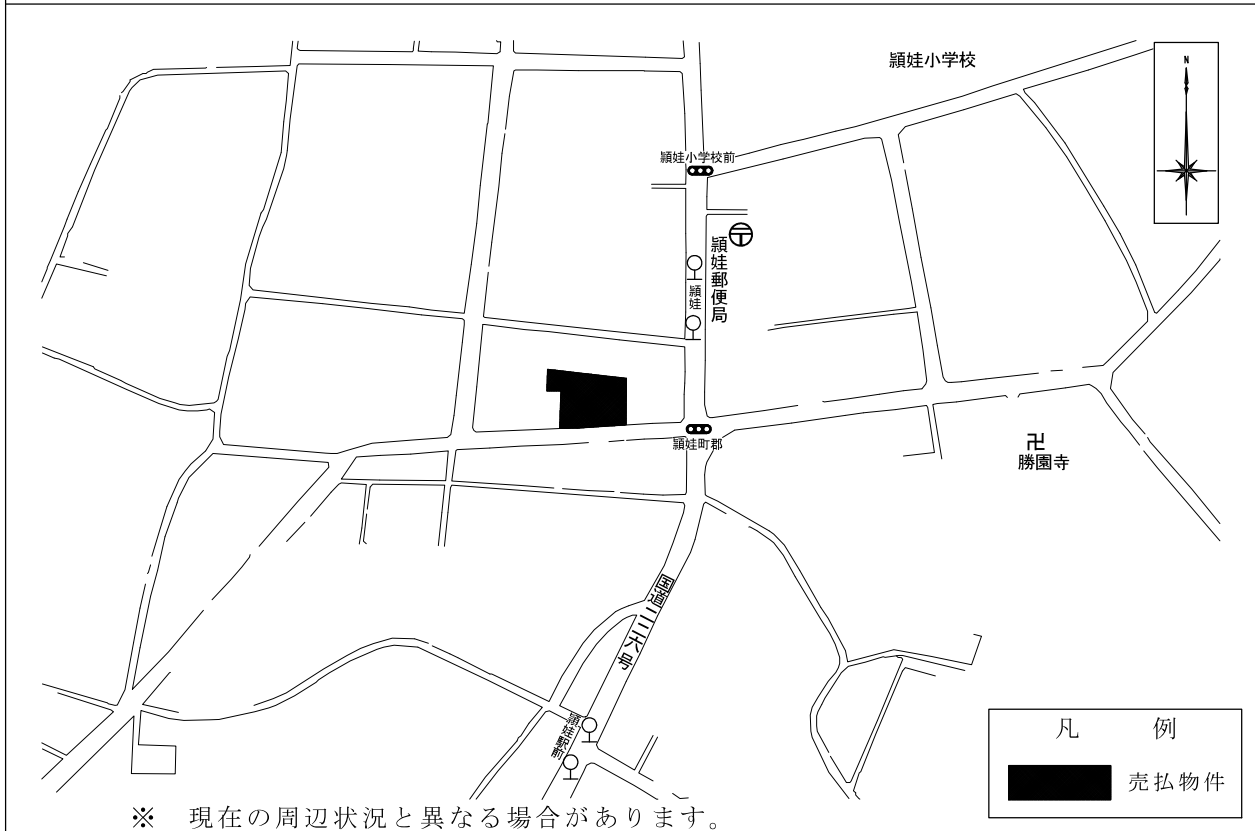 頴娃小学校
N
頴娃小学校前
〒
頴娃郵便局
頴娃
頴娃町郡
卍
勝園寺
国道二二六号
頴娃駅前
凡 例
売払物件
※ 現在の周辺状況と異なる場合があります。